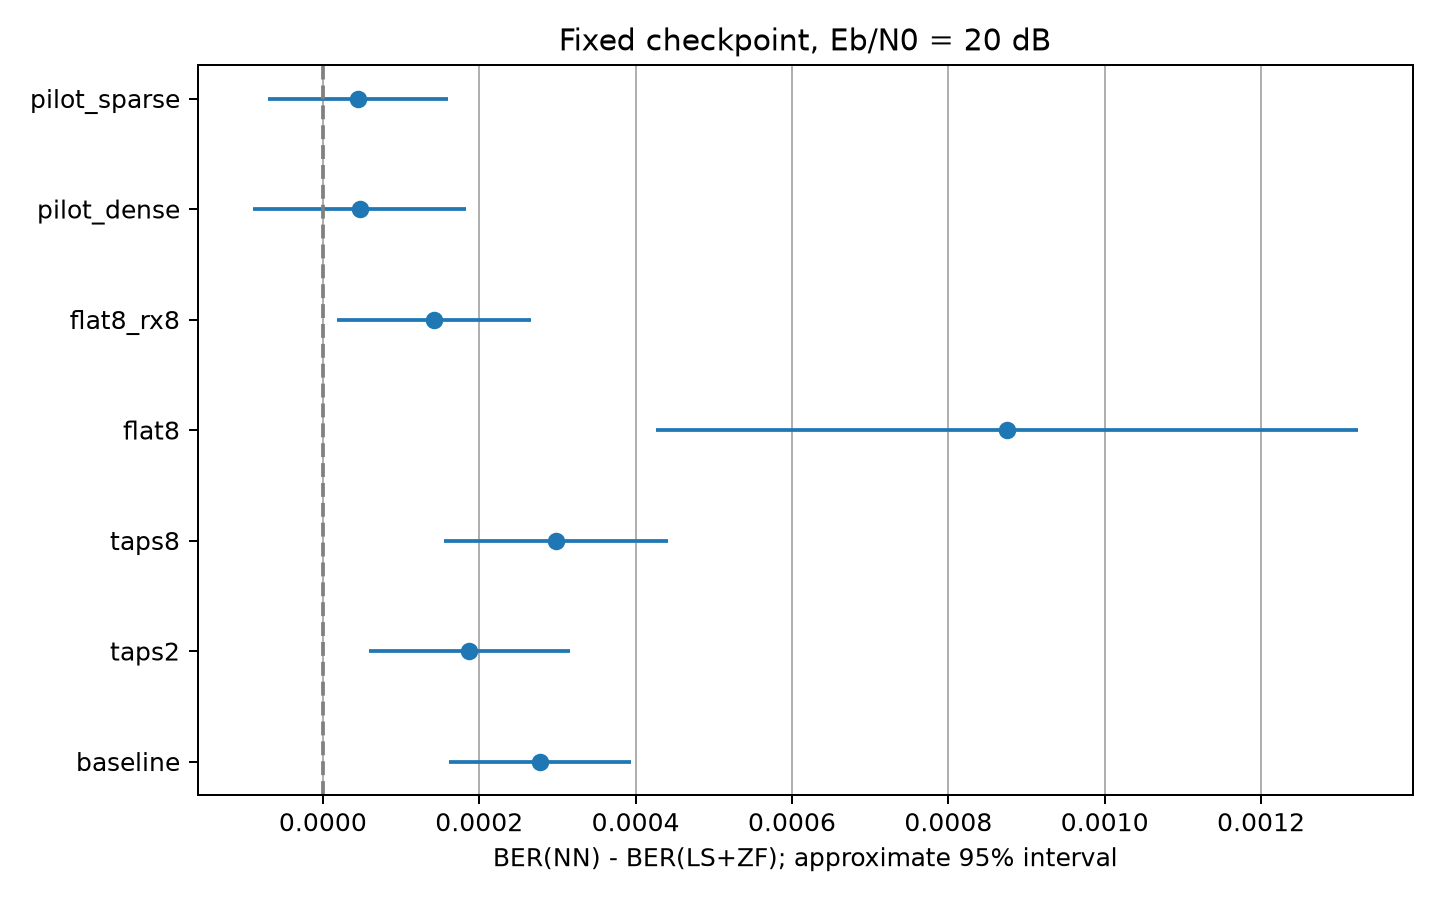 Fixed checkpoint, Eb/N0 = 20 dB
pilot_sparse
pilot_dense
flat8_rx8
flat8
taps8
taps2
baseline
0.0000 0.0002 0.0004 0.0006 0.0008 0.0010 0.0012
BER(NN) - BER(LS+ZF); approximate 95% interval